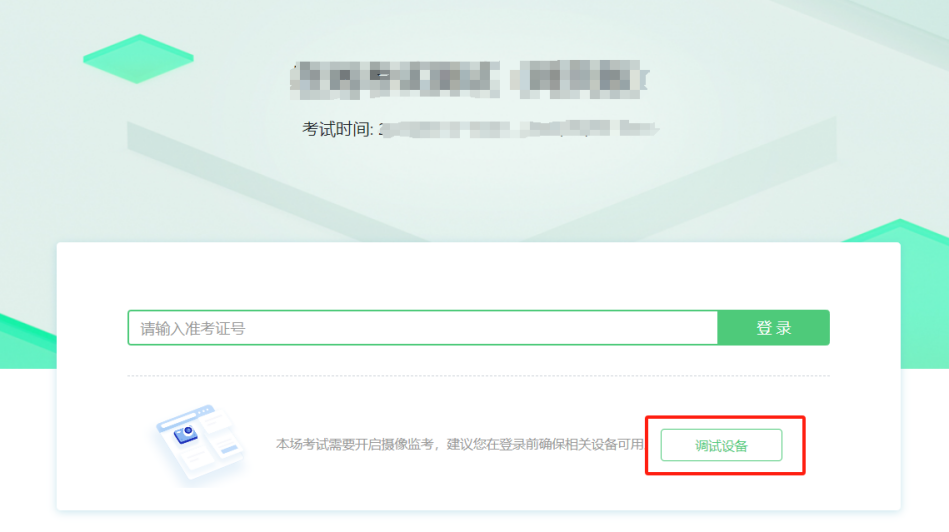 考试时间:
请输入准考证号
登录
本场考试需要开启摄像监考，建议您在登录前确保相关设备可用
调试设备